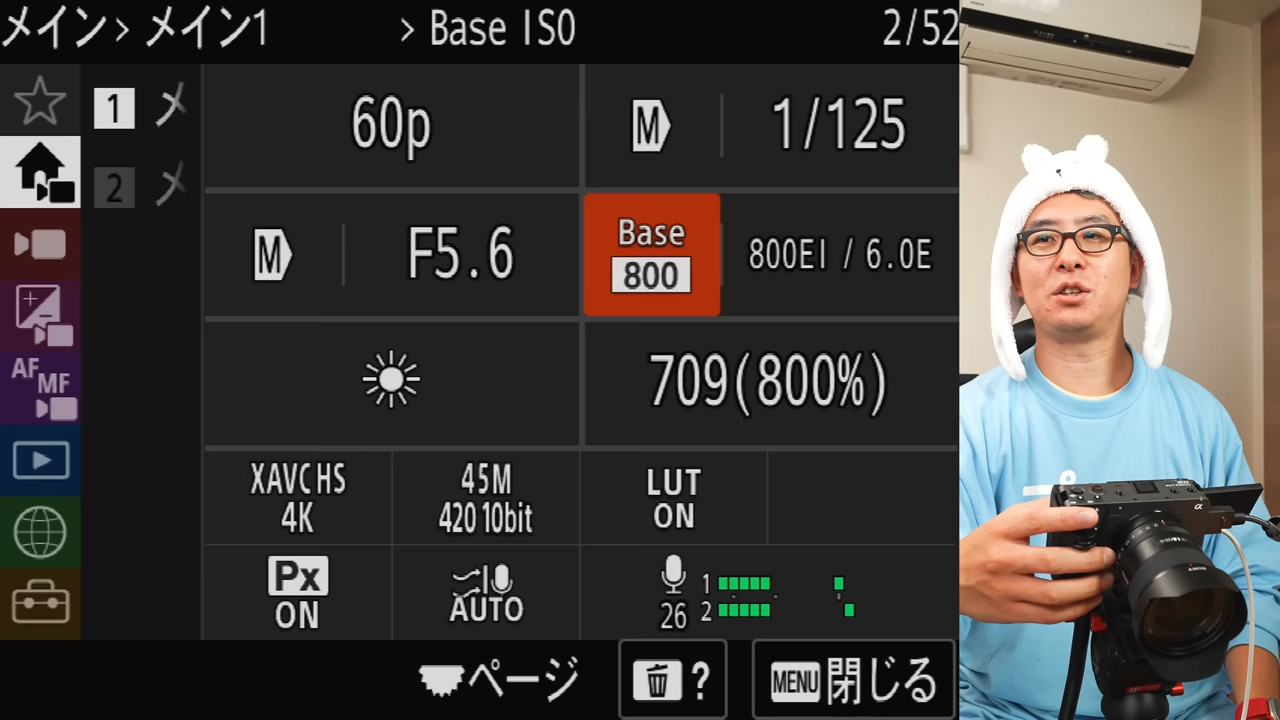 メイン> メイン1 > Base ISO 2/52
1 メ
2 メ
60p
M 1/125
M F5.6
Base
800
800EI / 6.0E
709(800%)
AF
MF
XAVC HS
4K
45M
420 10bit
LUT
ON
Px
ON
AUTO
26
1
2
ページ
?
MENU 閉じる
α